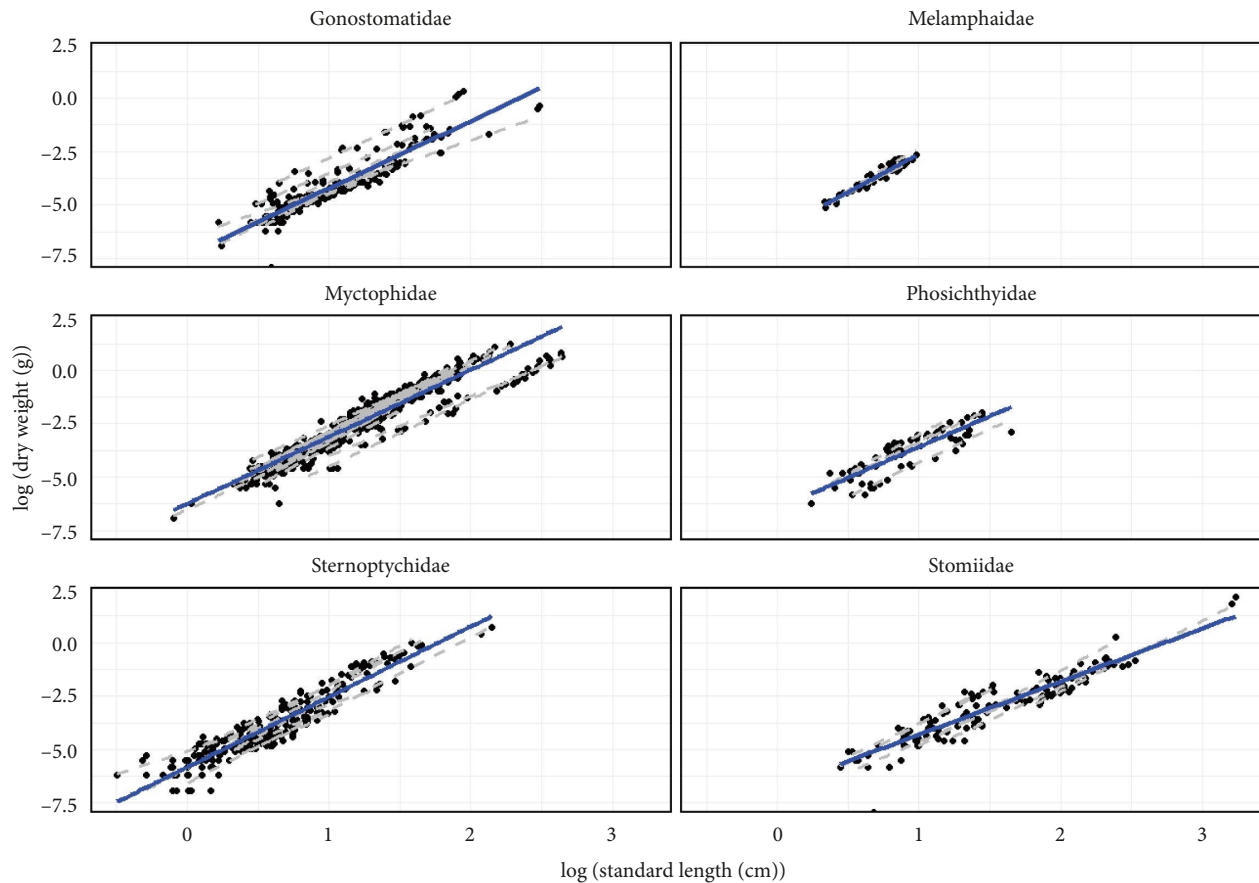 Gonostomatidae
Melamphaidae
2.5
0.0
−2.5
−5.0
−7.5
Myctophidae
Phosichthyidae
2.5
0.0
−2.5
−5.0
−7.5
log (dry weight (g))
Sternoptychidae
Stomiidae
2.5
0.0
−2.5
−5.0
−7.5
0 1 2 3 0 1 2 3
log (standard length (cm))